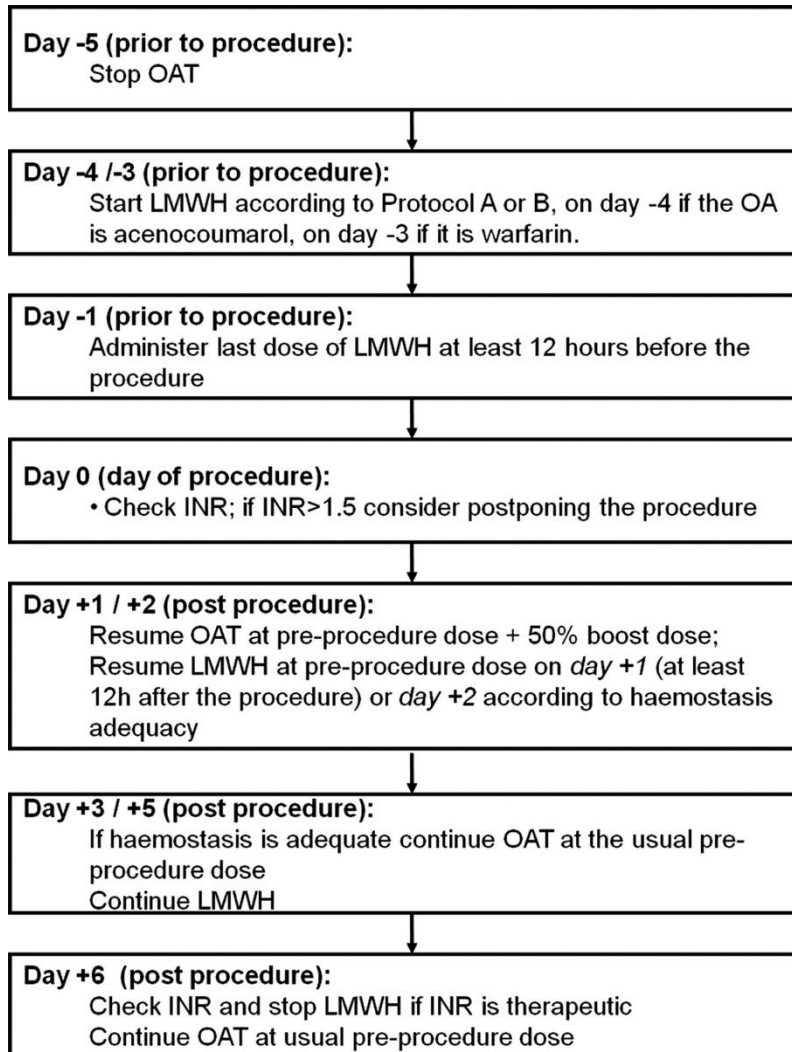 Day -5 (prior to procedure):
Stop OAT
Day -4 /-3 (prior to procedure):
Start LMWH according to Protocol A or B, on day -4 if the OA
is acenocoumarol, on day -3 if it is warfarin.
Day -1 (prior to procedure):
Administer last dose of LMWH at least 12 hours before the
procedure
Day 0 (day of procedure):
• Check INR; if INR>1.5 consider postponing the procedure
Day +1 / +2 (post procedure):
Resume OAT at pre-procedure dose + 50% boost dose;
Resume LMWH at pre-procedure dose on day +1 (at least
12h after the procedure) or day +2 according to haemostasis
adequacy
Day +3 / +5 (post procedure):
If haemostasis is adequate continue OAT at the usual pre-
procedure dose
Continue LMWH
Day +6 (post procedure):
Check INR and stop LMWH if INR is therapeutic
Continue OAT at usual pre-procedure dose